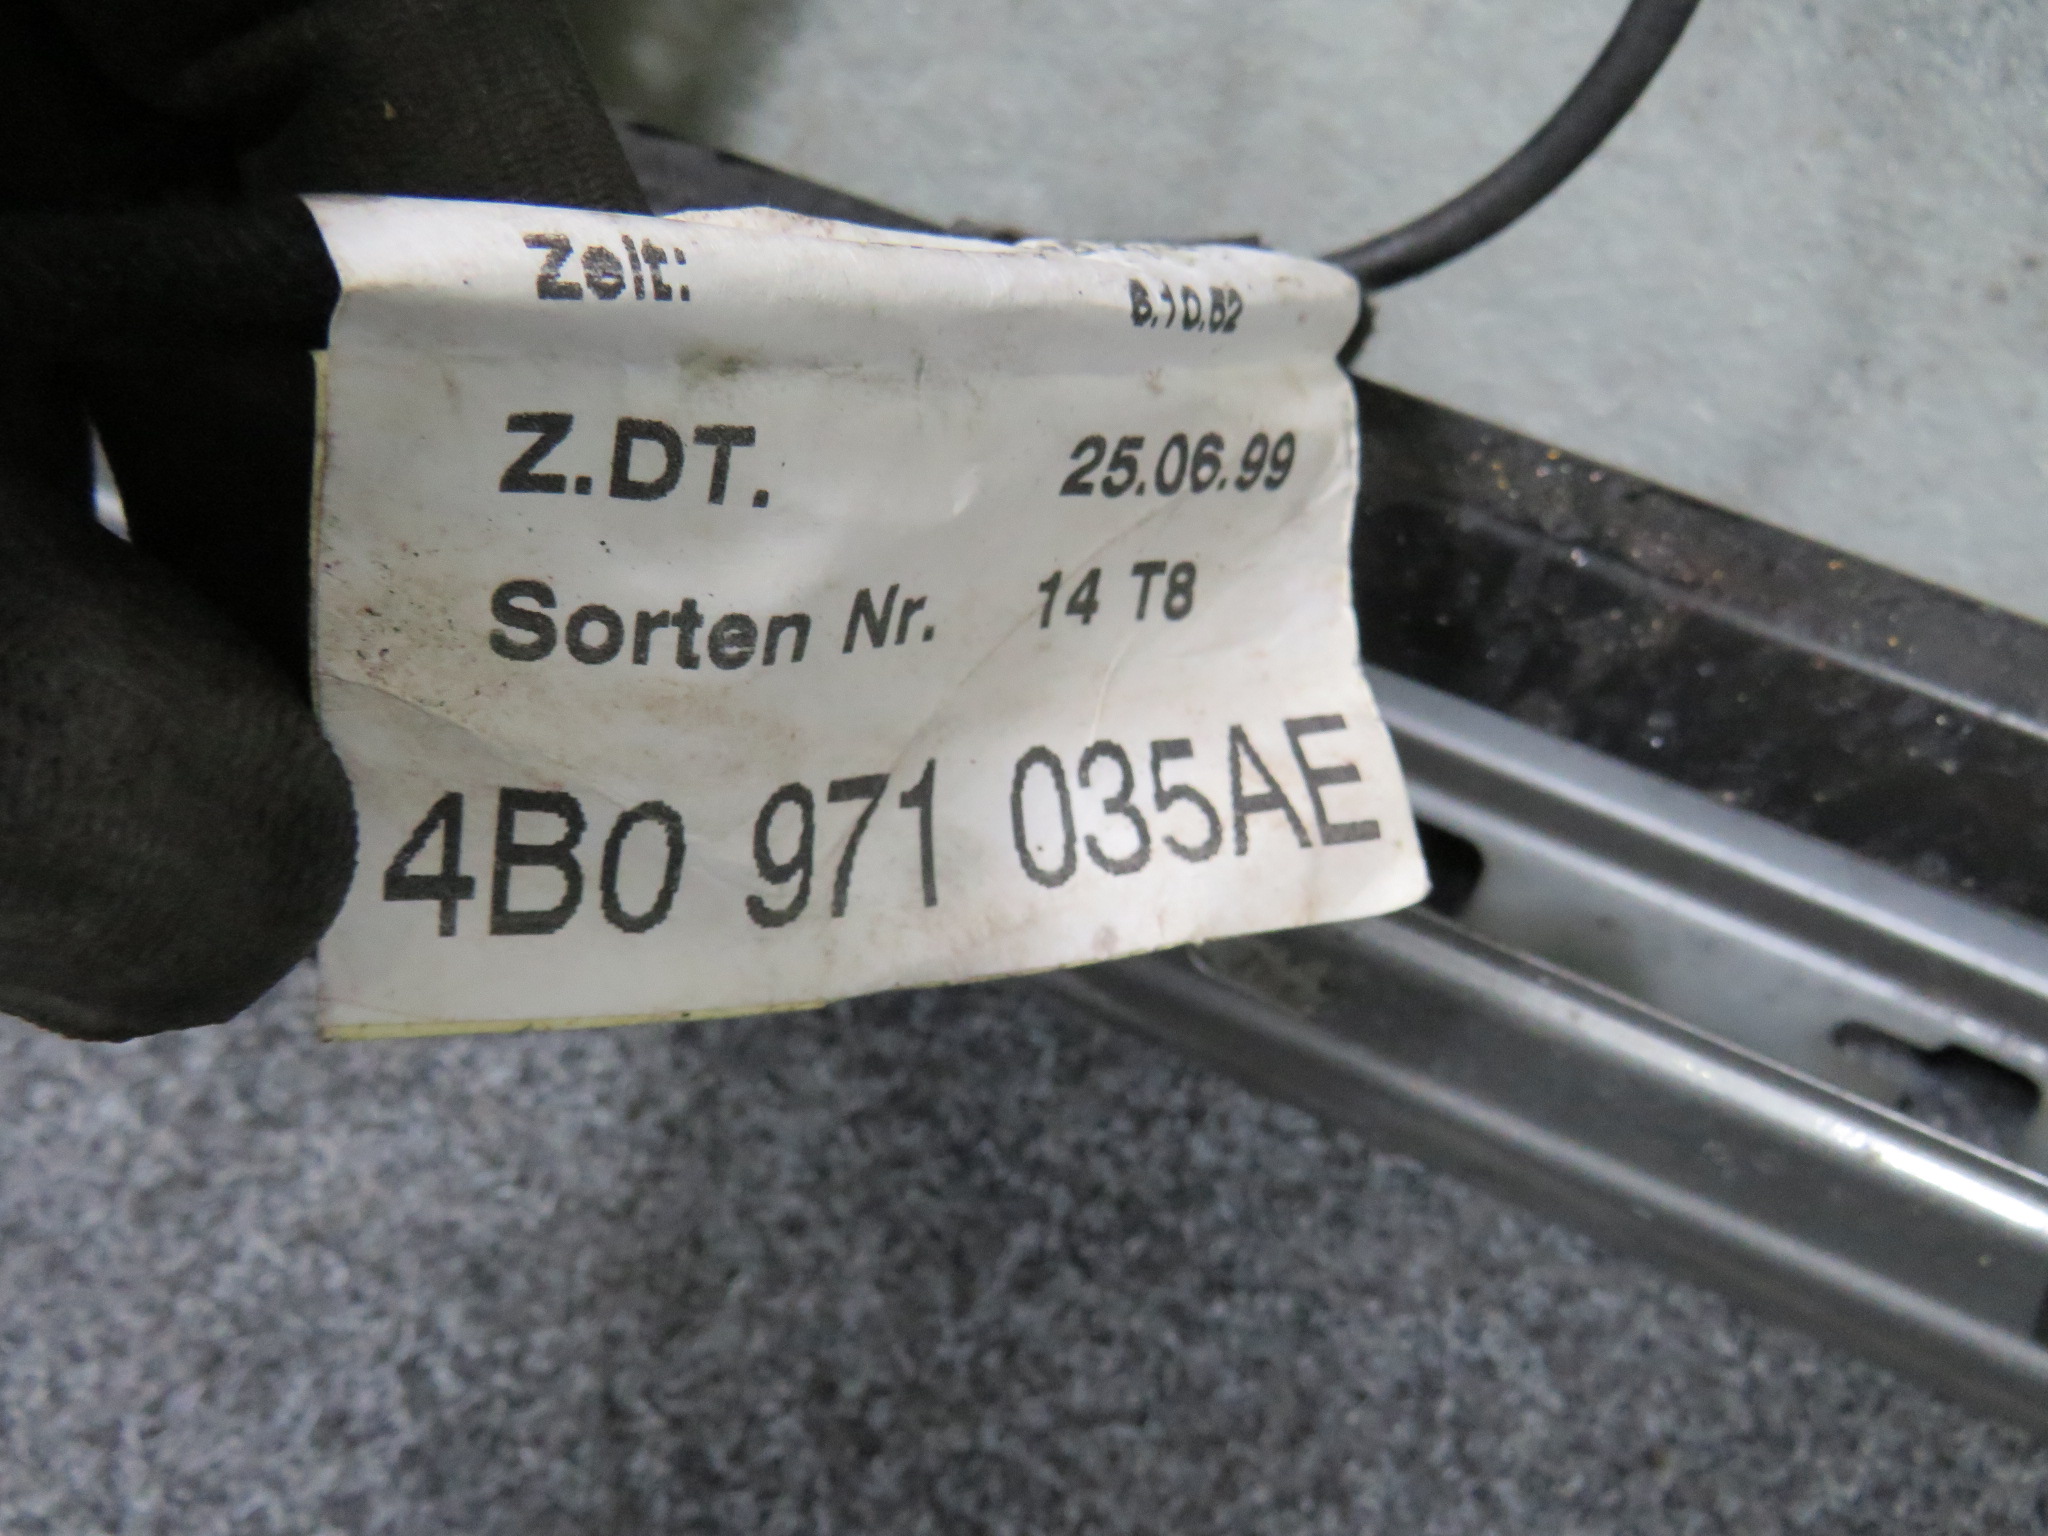 Zeit:
Z.DT. 25.06.99
Sorten Nr. 14 T8
4B0 971 035AE